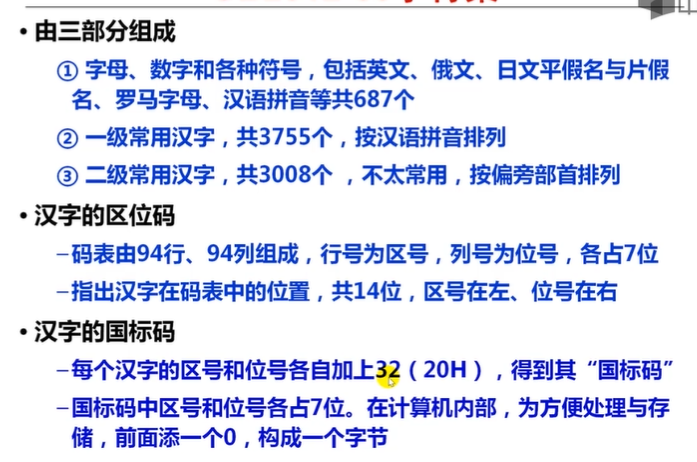 • 由三部分组成
① 字母、数字和各种符号，包括英文、俄文、日文平假名与片假
名、罗马字母、汉语拼音等共687个
② 一级常用汉字，共3755个，按汉语拼音排列
③ 二级常用汉字，共3008个 ，不太常用，按偏旁部首排列
• 汉字的区位码
–码表由94行、94列组成，行号为区号，列号为位号，各占7位
–指出汉字在码表中的位置，共14位，区号在左、位号在右
• 汉字的国标码
–每个汉字的区号和位号各自加上32（20H），得到其“国标码”
–国标码中区号和位号各占7位。在计算机内部，为方便处理与存
储，前面添一个0，构成一个字节